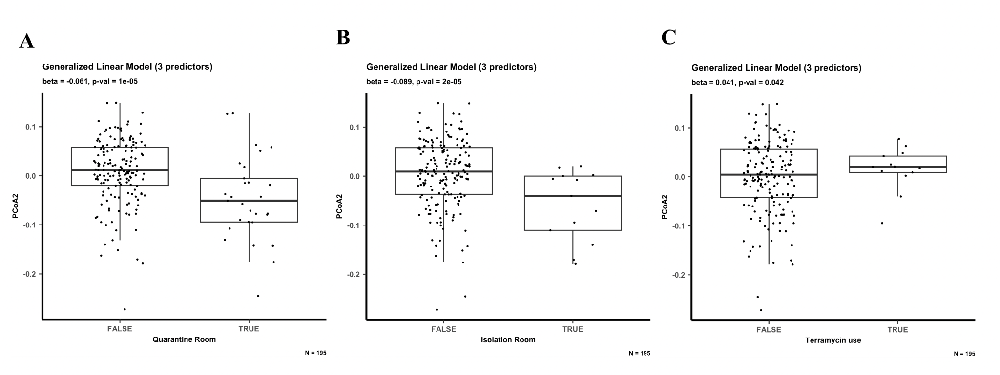 A
Generalized Linear Model (3 predictors)
beta = -0.061, p-val = 1e-05
PCoA2
0.1
0.0
-0.1
-0.2
FALSE
TRUE
Quarantine Room
N = 195
B
Generalized Linear Model (3 predictors)
beta = -0.089, p-val = 2e-05
PCoA2
0.1
0.0
-0.1
-0.2
FALSE
TRUE
Isolation Room
N = 195
C
Generalized Linear Model (3 predictors)
beta = 0.041, p-val = 0.042
PCoA2
0.1
0.0
-0.1
-0.2
FALSE
TRUE
Terramycin use
N = 195